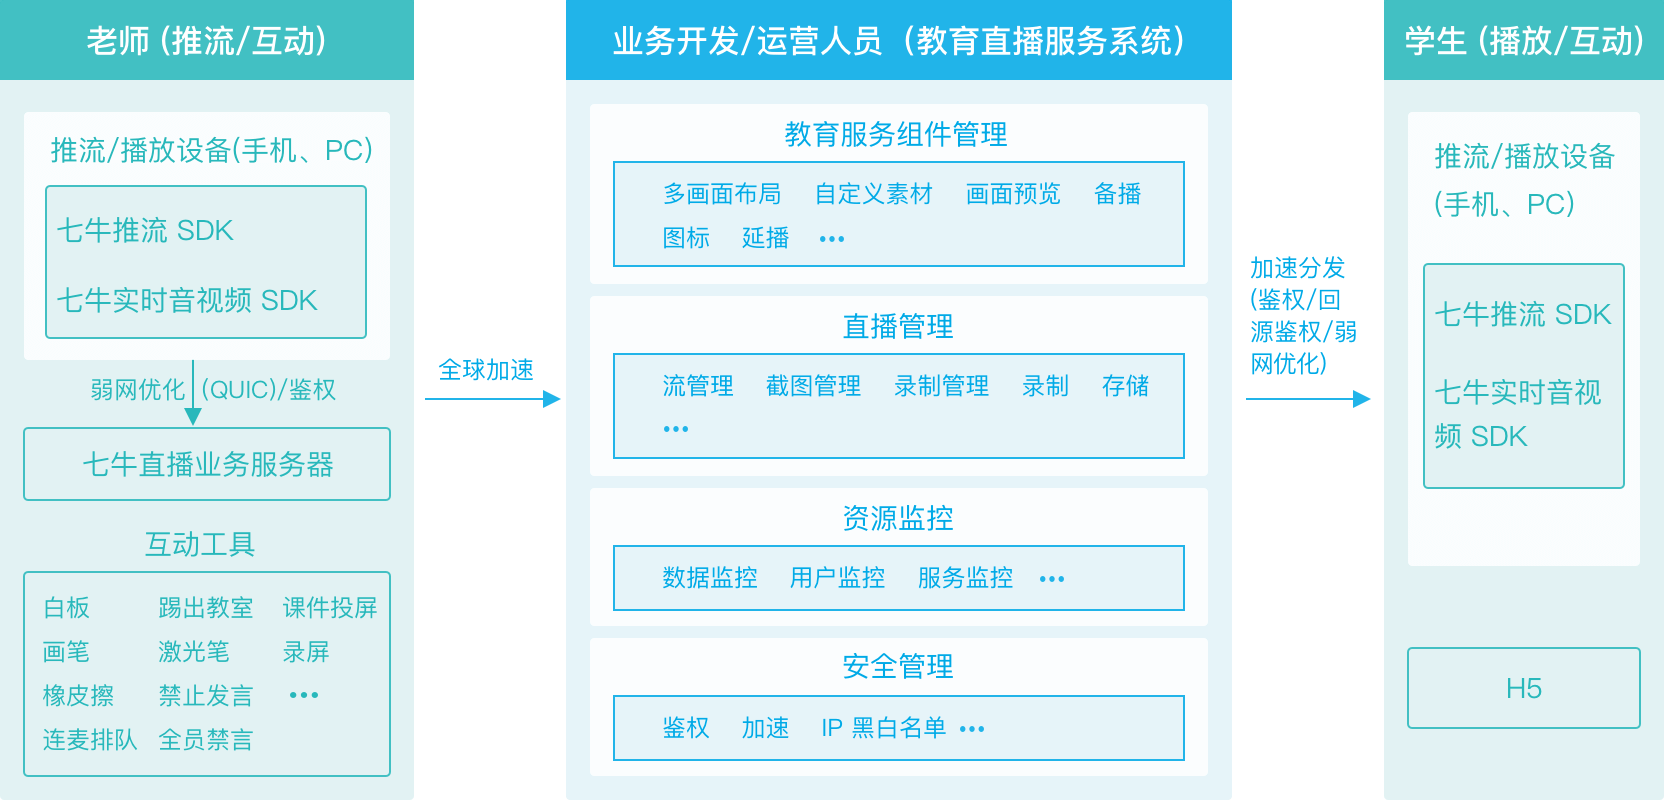 老师 (推流/互动)
推流/播放设备(手机、PC)
七牛推流 SDK
七牛实时音视频 SDK
弱网优化 (QUIC)/鉴权
七牛直播业务服务器
互动工具
白板 踢出教室 课件投屏
画笔 激光笔 录屏
橡皮擦 禁止发言 •••
连麦排队 全员禁言
全球加速
业务开发/运营人员（教育直播服务系统）
教育服务组件管理
多画面布局 自定义素材 画面预览 备播
图标 延播 •••
直播管理
流管理 截图管理 录制管理 录制 存储
•••
资源监控
数据监控 用户监控 服务监控 •••
安全管理
鉴权 加速 IP 黑白名单 •••
加速分发
(鉴权/回
源鉴权/弱
网优化)
学生 (播放/互动)
推流/播放设备
(手机、PC)
七牛推流 SDK
七牛实时音视
频 SDK
H5